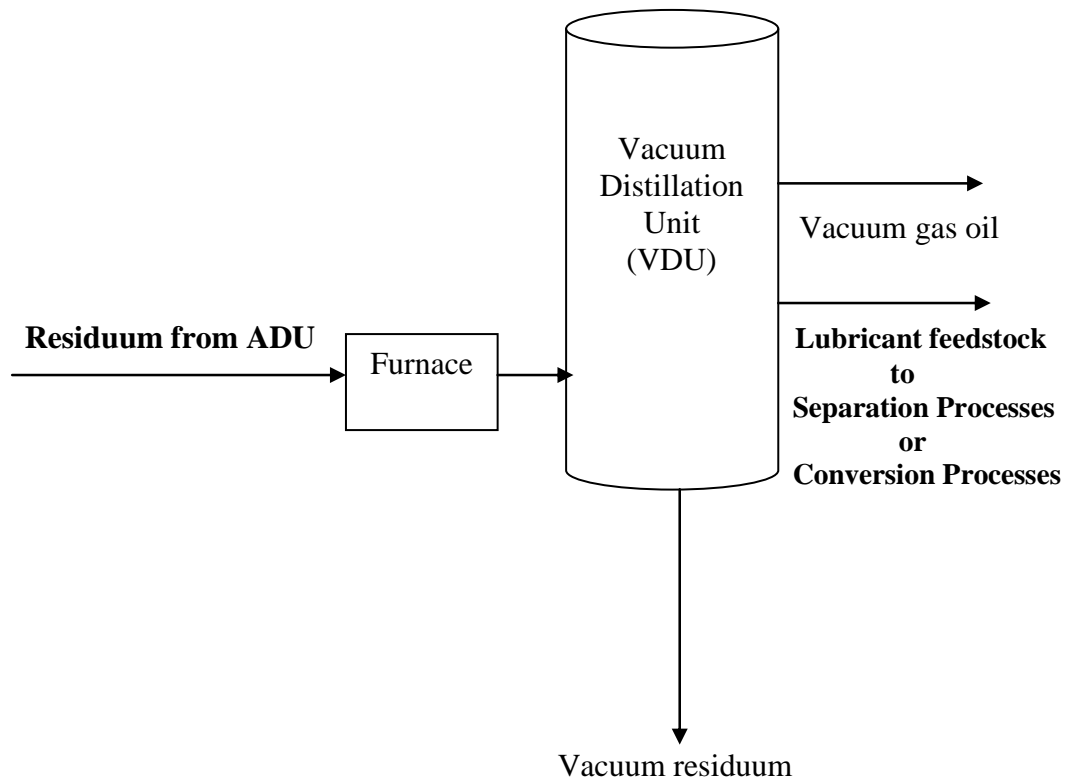 Vacuum
Distillation
Unit
(VDU)
Vacuum gas oil
Residuum from ADU
Furnace
Lubricant feedstock
to
Separation Processes
or
Conversion Processes
Vacuum residuum